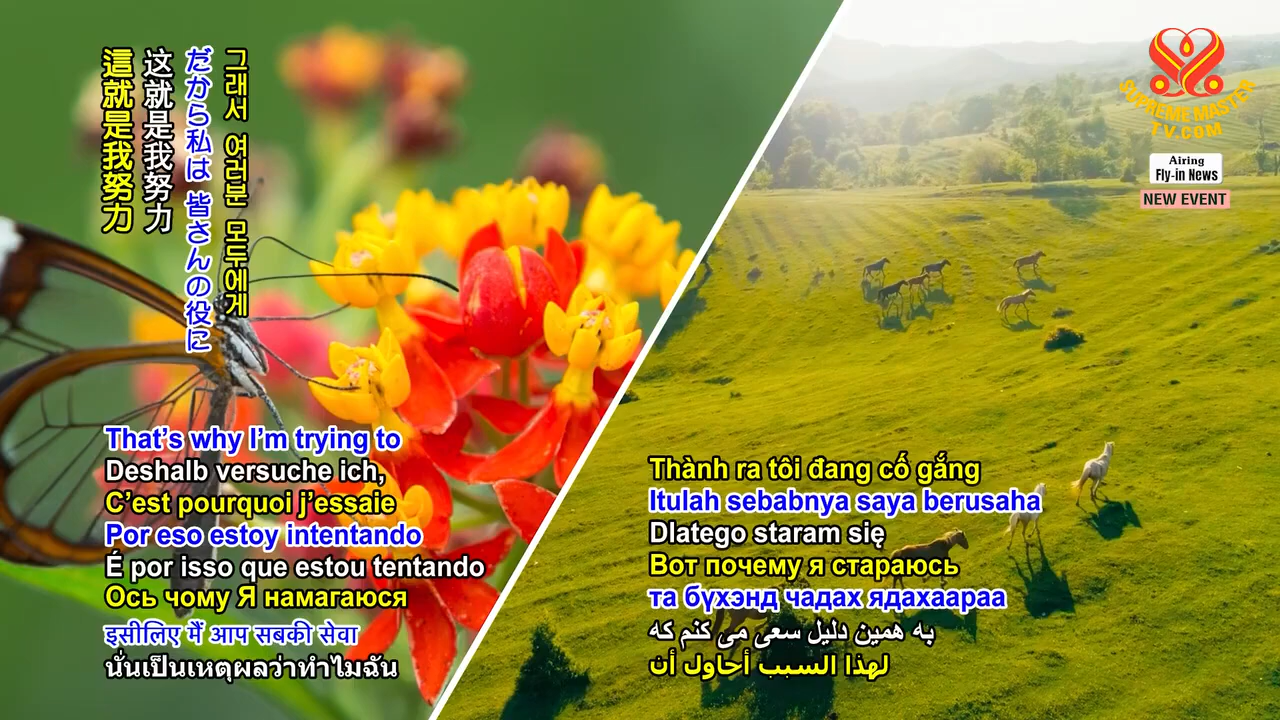 這就是我努力
这就是我努力
だから私は 皆さんの役に
그래서 여러분 모두에게
That's why I'm trying to
Deshalb versuche ich,
C'est pourquoi j'essaie
Por eso estoy intentando
É por isso que estou tentando
Ось чому Я намагаюся
इसीलिए मैं आप सबकी सेवा
นั่นเป็นเหตุผลว่าทำไมฉัน
Thành ra tôi đang cố gắng
Itulah sebabnya saya berusaha
Dlatego staram się
Вот почему я стараюсь
та бүхэнд чадах ядахаараа
به همین دلیل سعی می کنم که
لهذا السبب أحاول أن
SUPREME MASTER
TV.COM
Airing
Fly-in News
NEW EVENT